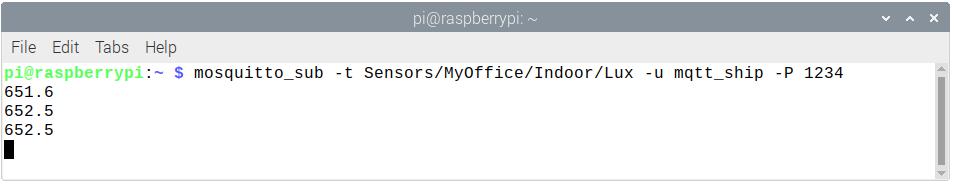 pi@raspberrypi: ~
File Edit Tabs Help
pi@raspberrypi:~ $ mosquitto_sub -t Sensors/MyOffice/Indoor/Lux -u mqtt_ship -P 1234
651.6
652.5
652.5